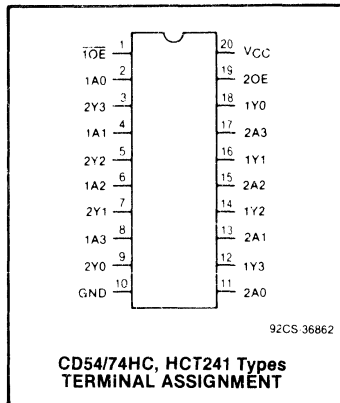 1̅O̅E̅ 1 20 VCC
1A0 2 19 2OE
2Y3 3 18 1Y0
1A1 4 17 2A3
2Y2 5 16 1Y1
1A2 6 15 2A2
2Y1 7 14 1Y2
1A3 8 13 2A1
2Y0 9 12 1Y3
GND 10 11 2A0
92CS-36862
CD54/74HC, HCT241 Types
TERMINAL ASSIGNMENT